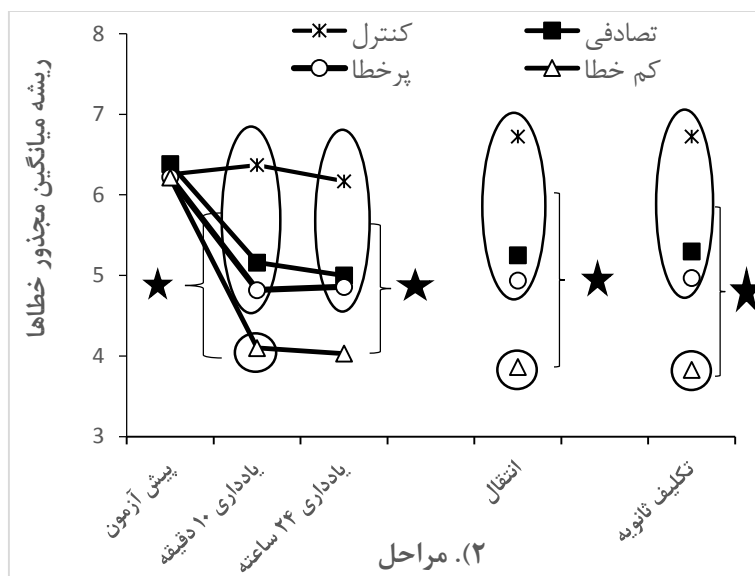 کنترل
تصادفی
پرخطا
کم خطا
ریشه میانگین مجذور خطاها
8
7
6
5
4
3
پیش آزمون
یادداری ۱۰ دقیقه
یادداری ۲۴ ساعته
انتقال
تکلیف ثانویه
۲). مراحل